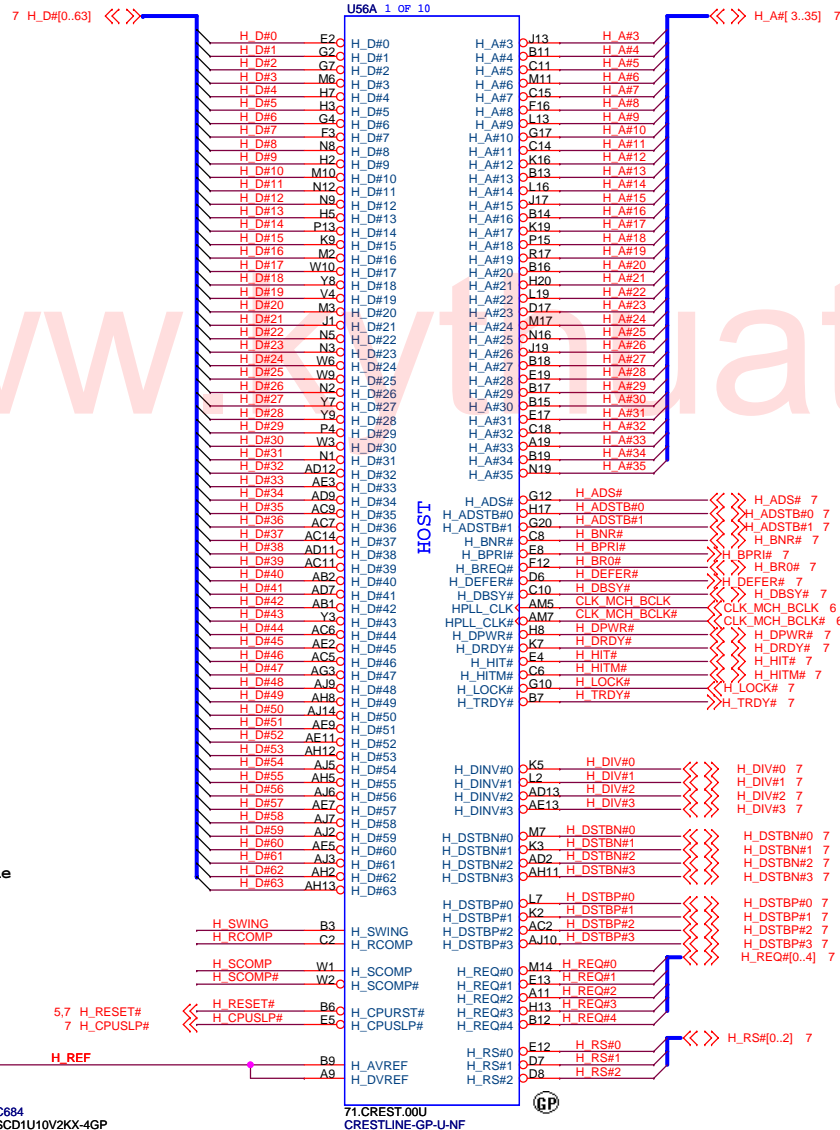 U56A 1 OF 10
7 H_D#[0..63]
H_A#[3..35] 7
H_D#0 E2 H_D#0 H_A#3 J13 H_A#3
H_D#1 G2 H_D#1 H_A#4 B11 H_A#4
H_D#2 G7 H_D#2 H_A#5 C11 H_A#5
H_D#3 M6 H_D#3 H_A#6 M11 H_A#6
H_D#4 H7 H_D#4 H_A#7 C15 H_A#7
H_D#5 H3 H_D#5 H_A#8 F16 H_A#8
H_D#6 G4 H_D#6 H_A#9 L13 H_A#9
H_D#7 F3 H_D#7 H_A#10 G17 H_A#10
H_D#8 N8 H_D#8 H_A#11 C14 H_A#11
H_D#9 H2 H_D#9 H_A#12 K16 H_A#12
H_D#10 M10 H_D#10 H_A#13 B13 H_A#13
H_D#11 N12 H_D#11 H_A#14 L16 H_A#14
H_D#12 N9 H_D#12 H_A#15 J17 H_A#15
H_D#13 H5 H_D#13 H_A#16 B14 H_A#16
H_D#14 P13 H_D#14 H_A#17 K19 H_A#17
H_D#15 K9 H_D#15 H_A#18 P15 H_A#18
H_D#16 M2 H_D#16 H_A#19 R17 H_A#19
H_D#17 W10 H_D#17 H_A#20 B16 H_A#20
H_D#18 Y8 H_D#18 H_A#21 H20 H_A#21
H_D#19 V4 H_D#19 H_A#22 L19 H_A#22
H_D#20 M3 H_D#20 H_A#23 D17 H_A#23
H_D#21 J1 H_D#21 H_A#24 M17 H_A#24
H_D#22 N5 H_D#22 H_A#25 N16 H_A#25
H_D#23 N3 H_D#23 H_A#26 J19 H_A#26
H_D#24 W6 H_D#24 H_A#27 B18 H_A#27
H_D#25 W9 H_D#25 H_A#28 E19 H_A#28
H_D#26 N2 H_D#26 H_A#29 B17 H_A#29
H_D#27 Y7 H_D#27 H_A#30 B15 H_A#30
H_D#28 Y9 H_D#28 H_A#31 E17 H_A#31
H_D#29 P4 H_D#29 H_A#32 C18 H_A#32
H_D#30 W3 H_D#30 H_A#33 A19 H_A#33
H_D#31 N1 H_D#31 H_A#34 B19 H_A#34
H_D#32 AD12 H_D#32 H_A#35 N19 H_A#35
H_D#33 AE3 H_D#33
H_D#34 AD9 H_D#34 H_ADS# G12 H_ADS# H_ADS# 7
H_D#35 AC9 H_D#35 H_ADSTB#0 H17 H_ADSTB#0 H_ADSTB#0 7
H_D#36 AC7 H_D#36 H_ADSTB#1 G20 H_ADSTB#1 H_ADSTB#1 7
H_D#37 AC14 H_D#37 H_BNR# C8 H_BNR# H_BNR# 7
H_D#38 AD11 H_D#38 H_BPRI# E8 H_BPRI# H_BPRI# 7
H_D#39 AC11 H_D#39 H_BREQ# F12 H_BR0# H_BR0# 7
H_D#40 AB2 H_D#40 H_DEFER# D6 H_DEFER# H_DEFER# 7
H_D#41 AD7 H_D#41 H_DBSY# C10 H_DBSY# H_DBSY# 7
H_D#42 AB1 H_D#42 HPLL_CLK AM5 CLK_MCH_BCLK CLK_MCH_BCLK 6
H_D#43 Y3 H_D#43 HPLL_CLK# AM7 CLK_MCH_BCLK# CLK_MCH_BCLK# 6
H_D#44 AC6 H_D#44 H_DPWR# H8 H_DPWR# H_DPWR# 7
H_D#45 AE2 H_D#45 H_DRDY# K7 H_DRDY# H_DRDY# 7
H_D#46 AC5 H_D#46 H_HIT# E4 H_HIT# H_HIT# 7
H_D#47 AG3 H_D#47 H_HITM# C6 H_HITM# H_HITM# 7
H_D#48 AJ9 H_D#48 H_LOCK# G10 H_LOCK# H_LOCK# 7
H_D#49 AH8 H_D#49 H_TRDY# B7 H_TRDY# H_TRDY# 7
H_D#50 AJ14 H_D#50
H_D#51 AE9 H_D#51
H_D#52 AE11 H_D#52
H_D#53 AH12 H_D#53
H_D#54 AJ5 H_D#54 H_DINV#0 K5 H_DIV#0 H_DIV#0 7
H_D#55 AH5 H_D#55 H_DINV#1 L2 H_DIV#1 H_DIV#1 7
H_D#56 AJ6 H_D#56 H_DINV#2 AD13 H_DIV#2 H_DIV#2 7
H_D#57 AE7 H_D#57 H_DINV#3 AE13 H_DIV#3 H_DIV#3 7
H_D#58 AJ7 H_D#58
H_D#59 AJ2 H_D#59 H_DSTBN#0 M7 H_DSTBN#0 H_DSTBN#0 7
H_D#60 AE5 H_D#60 H_DSTBN#1 K3 H_DSTBN#1 H_DSTBN#1 7
H_D#61 AJ3 H_D#61 H_DSTBN#2 AD2 H_DSTBN#2 H_DSTBN#2 7
H_D#62 AH2 H_D#62 H_DSTBN#3 AH11 H_DSTBN#3 H_DSTBN#3 7
H_D#63 AH13 H_D#63
H_DSTBP#0 L7 H_DSTBP#0 H_DSTBP#0 7
H_DSTBP#1 K2 H_DSTBP#1 H_DSTBP#1 7
H_SWING B3 H_SWING H_DSTBP#2 AC2 H_DSTBP#2 H_DSTBP#2 7
H_RCOMP C2 H_RCOMP H_DSTBP#3 AJ10 H_DSTBP#3 H_DSTBP#3 7
H_REQ#[0..4] 7
H_SCOMP W1 H_SCOMP H_REQ#0 M14 H_REQ#0
H_SCOMP# W2 H_SCOMP# H_REQ#1 E13 H_REQ#1
H_REQ#2 A11 H_REQ#2
5,7 H_RESET# H_RESET# B6 H_CPURST# H_REQ#3 H13 H_REQ#3
7 H_CPUSLP# H_CPUSLP# E5 H_CPUSLP# H_REQ#4 B12 H_REQ#4
H_RS#[0..2] 7
H_RS#0 E12 H_RS#0
H_REF B9 H_AVREF H_RS#1 D7 H_RS#1
A9 H_DVREF H_RS#2 D8 H_RS#2
HOST
GP
71.CREST.00U
CRESTLINE-GP-U-NF
C684
SCD1U10V2KX-4GP
w.kythuat